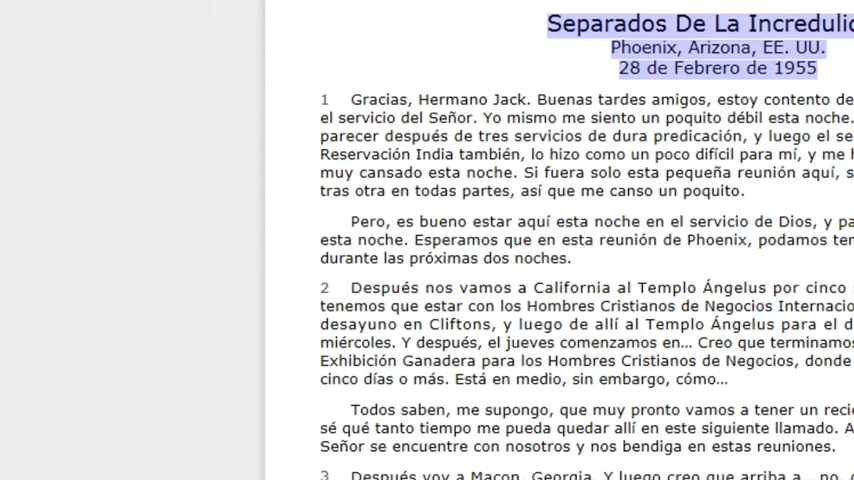 Separados De La Incredulid
Phoenix, Arizona, EE. UU.
28 de Febrero de 1955
1 Gracias, Hermano Jack. Buenas tardes amigos, estoy contento de
el servicio del Señor. Yo mismo me siento un poquito débil esta noche.
parecer después de tres servicios de dura predicación, y luego el se
Reservación India también, lo hizo como un poco difícil para mí, y me h
muy cansado esta noche. Si fuera solo esta pequeña reunión aquí, s
tras otra en todas partes, así que me canso un poquito.
Pero, es bueno estar aquí esta noche en el servicio de Dios, y pa
esta noche. Esperamos que en esta reunión de Phoenix, podamos ten
durante las próximas dos noches.
2 Después nos vamos a California al Templo Ángelus por cinco
tenemos que estar con los Hombres Cristianos de Negocios Internacio
desayuno en Cliftons, y luego de allí al Templo Ángelus para el d
miércoles. Y después, el jueves comenzamos en… Creo que terminamos
Exhibición Ganadera para los Hombres Cristianos de Negocios, donde
cinco días o más. Está en medio, sin embargo, cómo…
Todos saben, me supongo, que muy pronto vamos a tener un recie
sé qué tanto tiempo me pueda quedar allí en este siguiente llamado. A
Señor se encuentre con nosotros y nos bendiga en estas reuniones.
3 Después voy a Macon, Georgia. Y luego creo que arriba a… no,